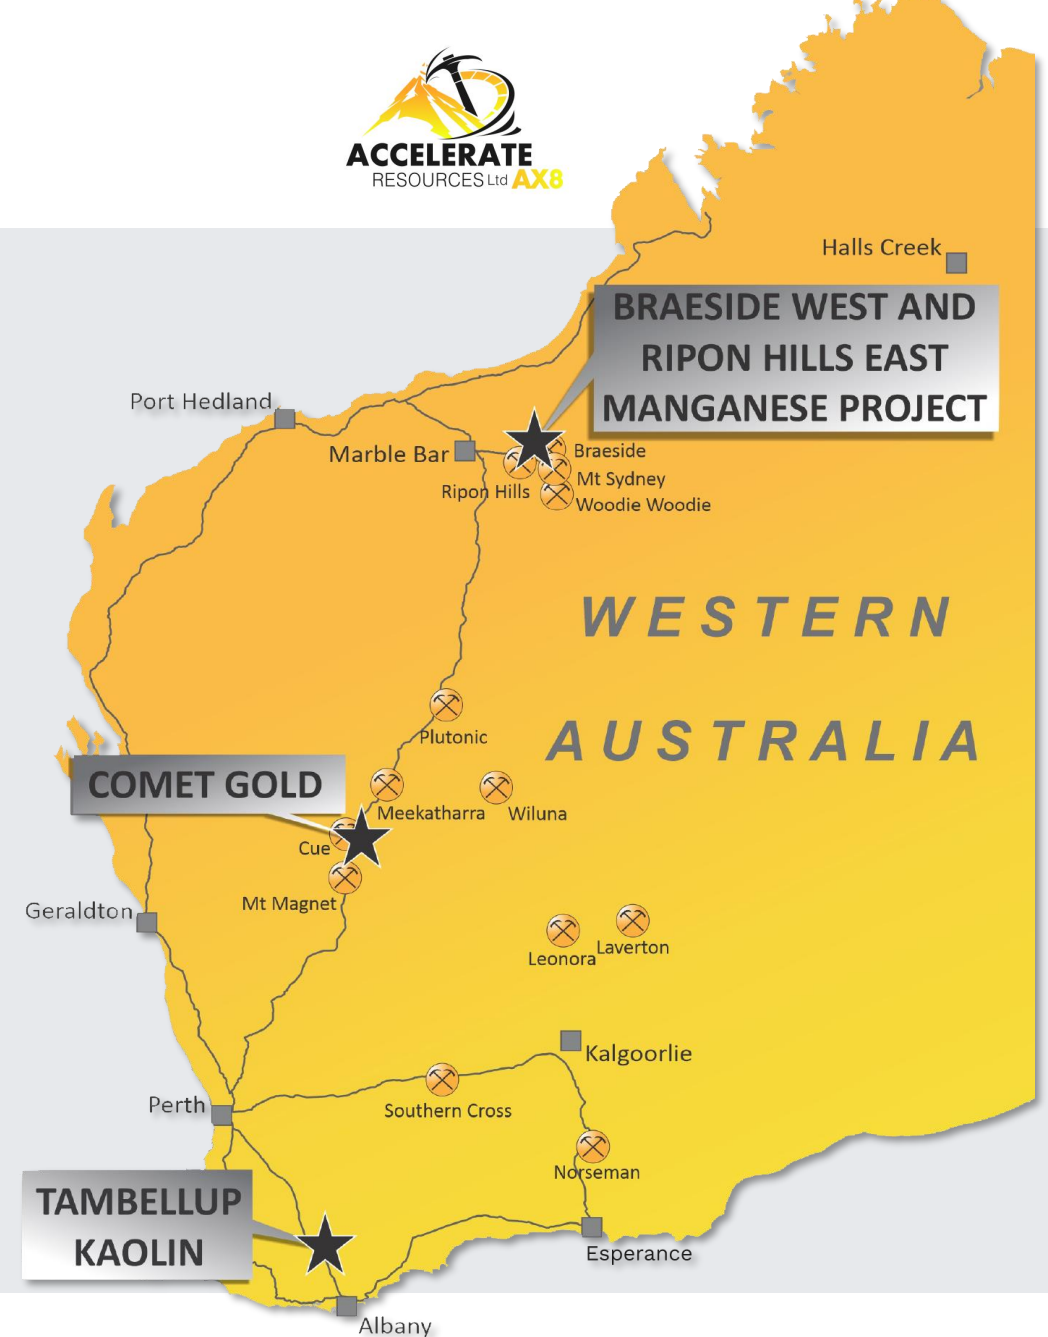 ACCELERATE
RESOURCES Ltd AX8
Halls Creek
BRAESIDE WEST AND
RIPON HILLS EAST
MANGANESE PROJECT
Port Hedland
Marble Bar
Braeside
Mt Sydney
Ripon Hills
Woodie Woodie
WESTERN
AUSTRALIA
Plutonic
COMET GOLD
Meekatharra
Wiluna
Cue
Mt Magnet
Geraldton
Laverton
Leonora
Kalgoorlie
Perth
Southern Cross
Norseman
TAMBELLUP
KAOLIN
Esperance
Albany